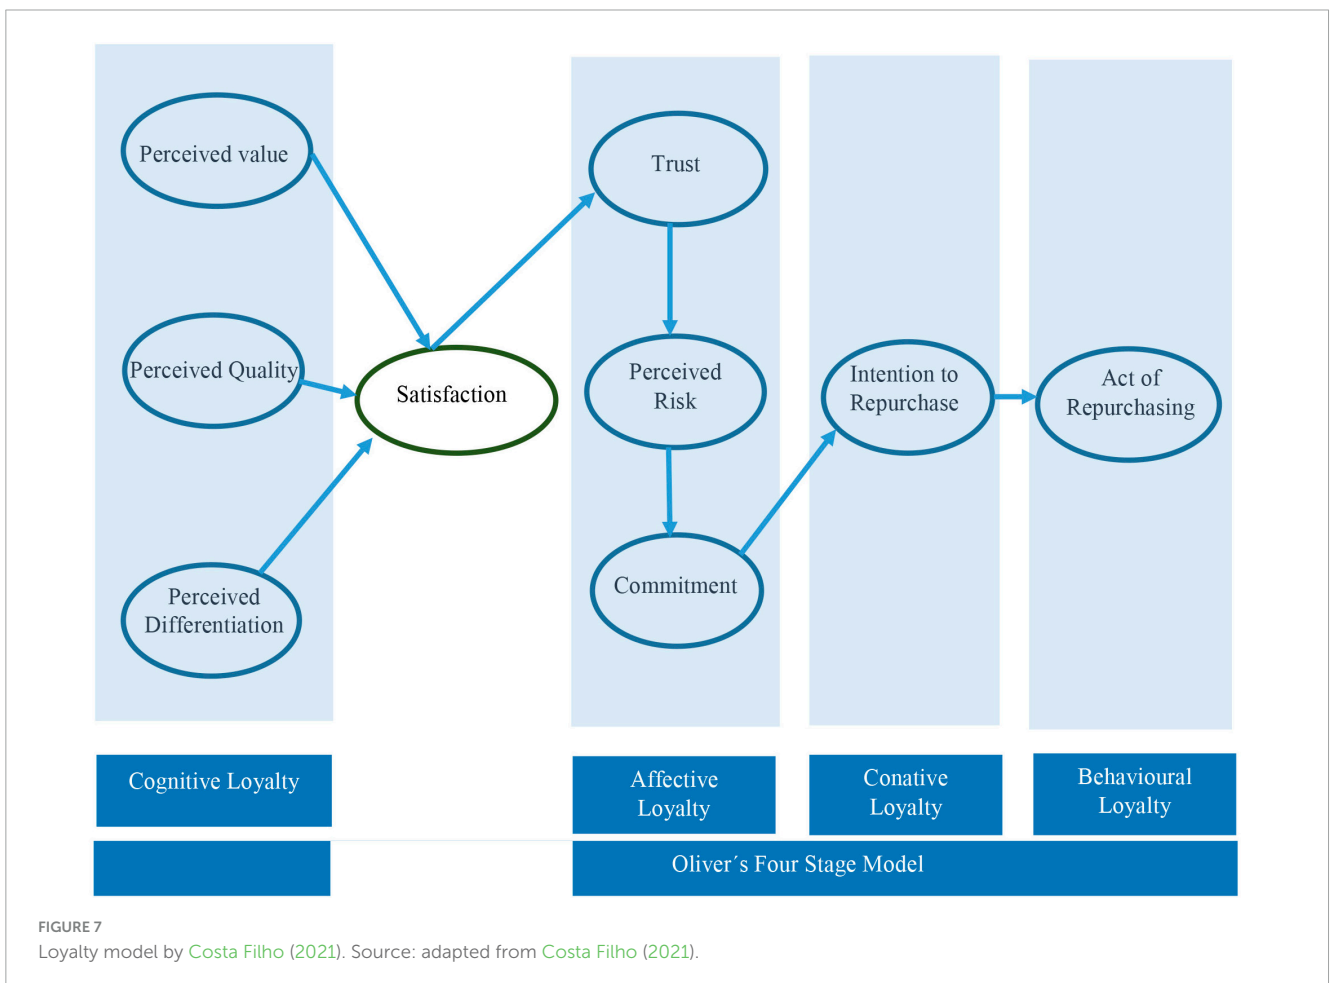 Perceived value
Trust
Perceived Quality
Satisfaction
Perceived
Risk
Intention to
Repurchase
Act of
Repurchasing
Perceived
Differentiation
Commitment
Cognitive Loyalty
Affective
Loyalty
Conative
Loyalty
Behavioural
Loyalty
Oliver´s Four Stage Model
FIGURE 7
Loyalty model by Costa Filho (2021). Source: adapted from Costa Filho (2021).